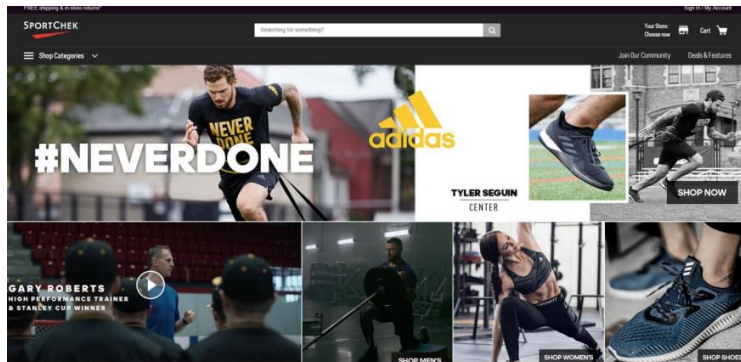 FREE shipping & in store returns*
Sign In / My Account
SPORTCHEK
Searching for something?
Your Store:
Choose now
Cart
Shop Categories
Join Our Community
Deals & Features
#NEVERDONE
NEVER
DONE
adidas
TYLER SEGUIN
CENTER
SHOP NOW
GARY ROBERTS
HIGH PERFORMANCE TRAINER
& STANLEY CUP WINNER
SHOP MEN'S
SHOP WOMEN'S
SHOP SHOES